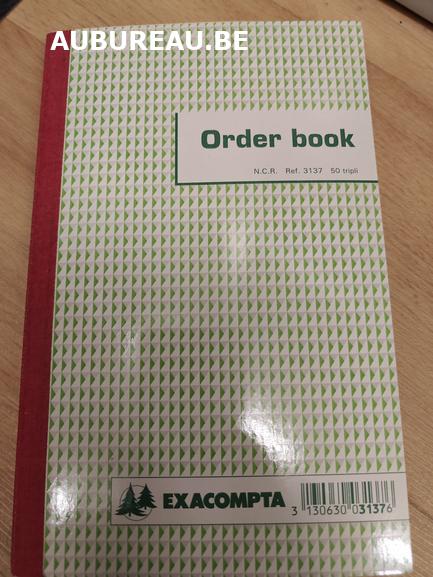 AUBUREAU.BE
Order book
N.C.R. Ref. 3137 50 tripli
EXACOMPTA
3 130630 031376